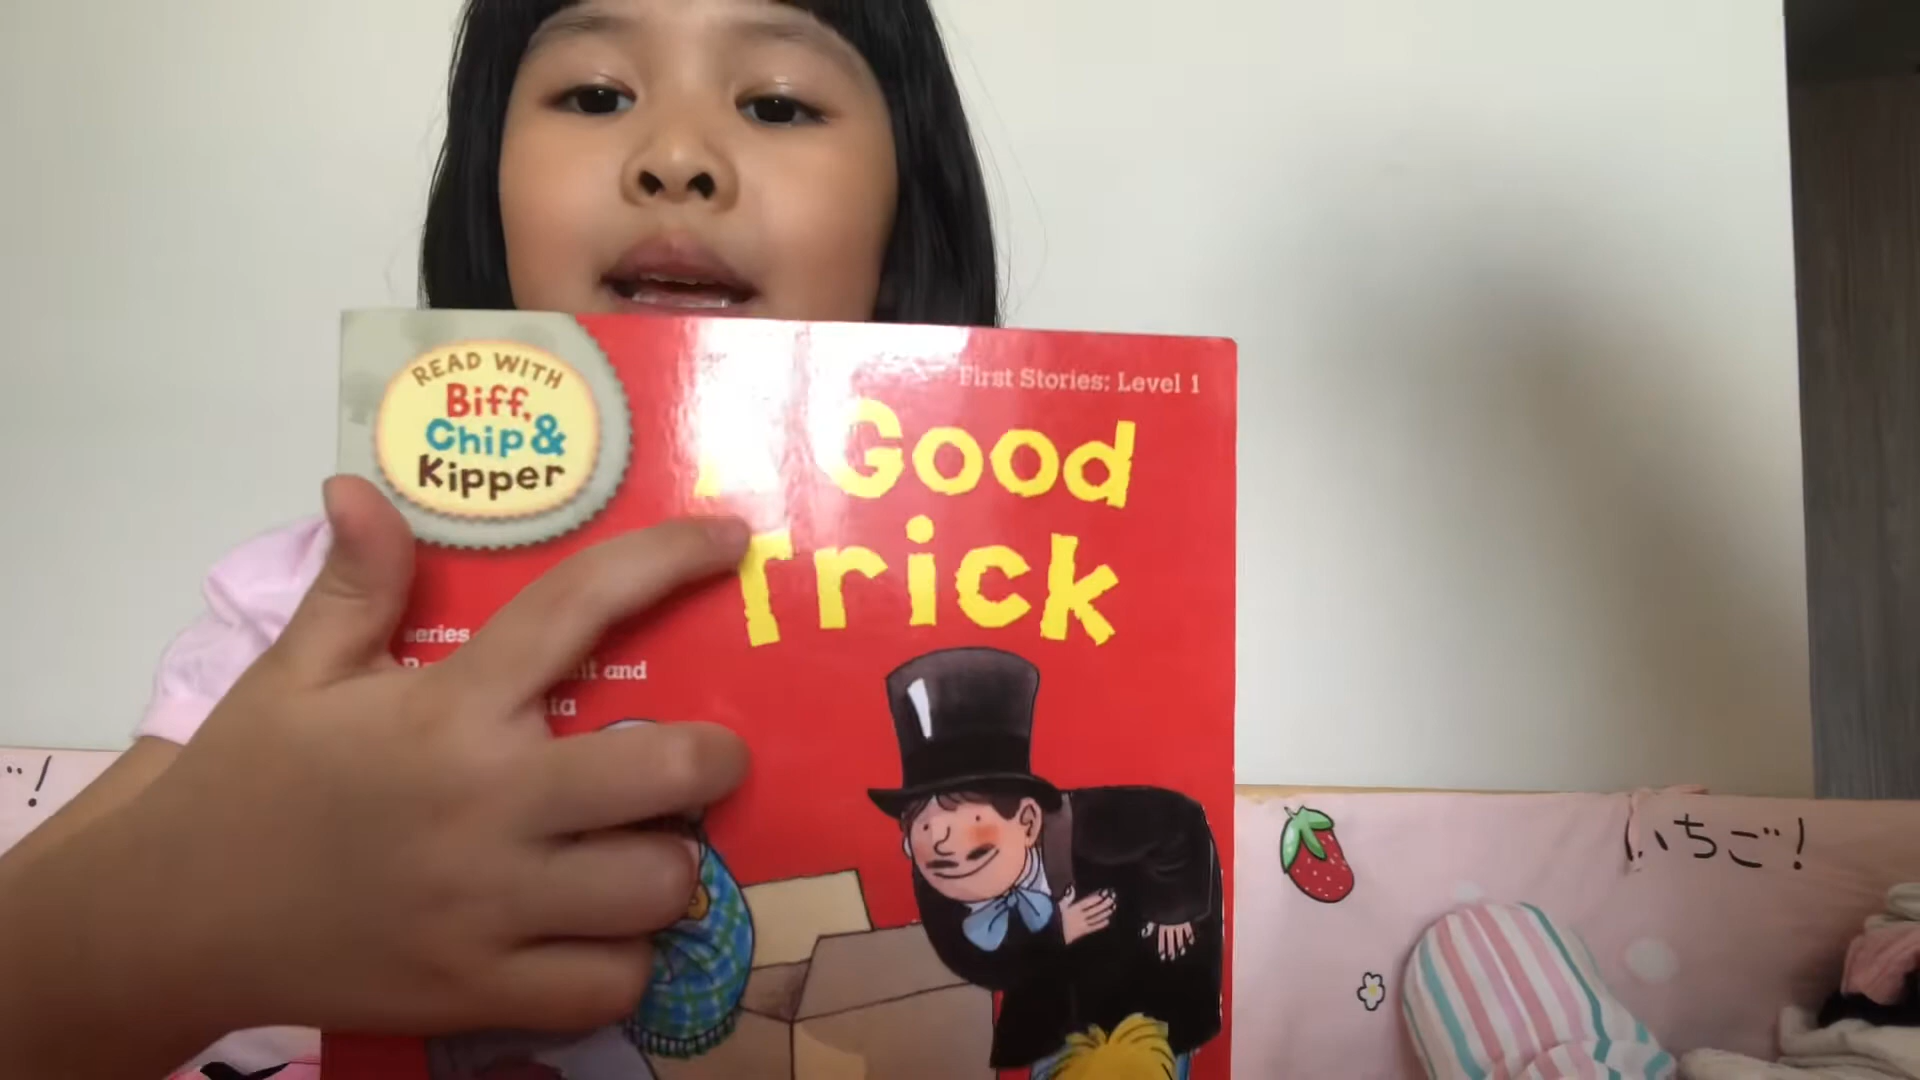 READ WITH
Biff,
Chip &
Kipper
First Stories: Level 1
A Good
Trick
series
and
いちご!